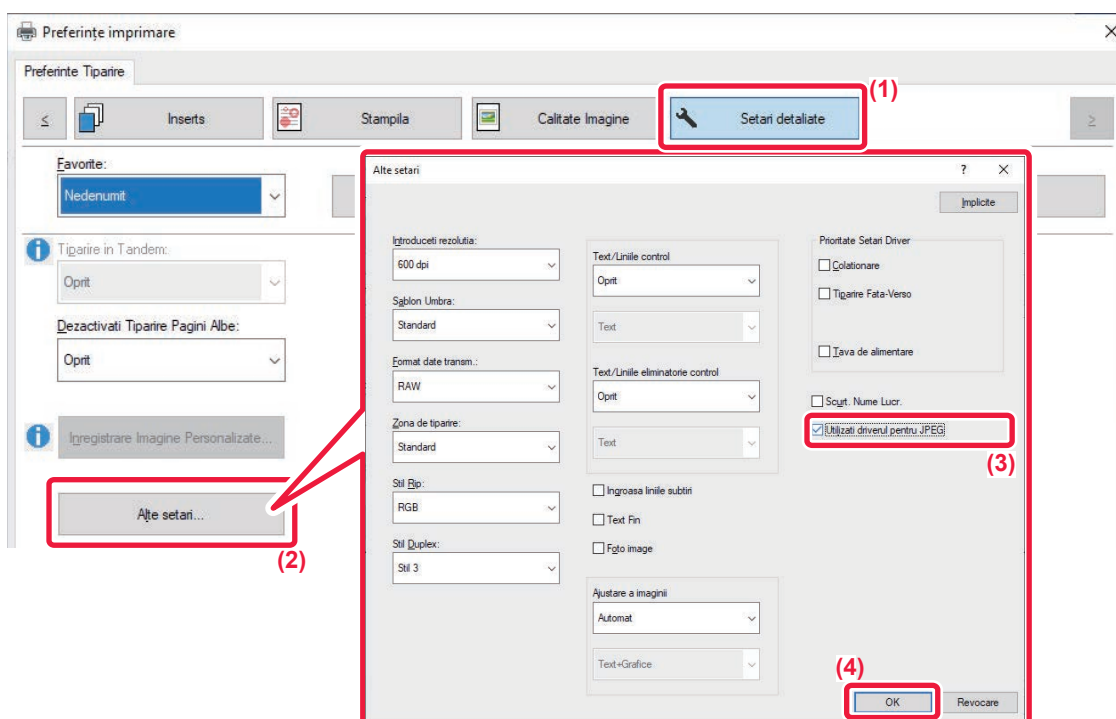 Preferințe imprimare
Preferinte Tiparire
(1)
< Inserts Stampila Calitate Imagine Setari detaliate >
Favorite:
Nedenumit
Tiparire in Tandem:
Oprit
Dezactivati Tiparire Pagini Albe:
Oprit
Inregistrare Imagine Personalizate...
Alte setari...
(2)
Alte setari
? X
Implicite
Introduceti rezolutia:
600 dpi
Sablon Umbra:
Standard
Format date transm.:
RAW
Zona de tiparire:
Standard
Stil Rip:
RGB
Stil Duplex:
Stil 3
Text/Liniile control
Oprit
Text
Text/Liniile eliminatorie control
Oprit
Text
Ingroasa liniile subtiri
Text Fin
Foto image
Ajustare a imaginii
Automat
Text+Grafice
Prioritate Setari Driver
Colationare
Tiparire Fata-Verso
Tava de alimentare
Scurt. Nume Lucr.
Utilizati driverul pentru JPEG
(3)
(4)
OK Revocare